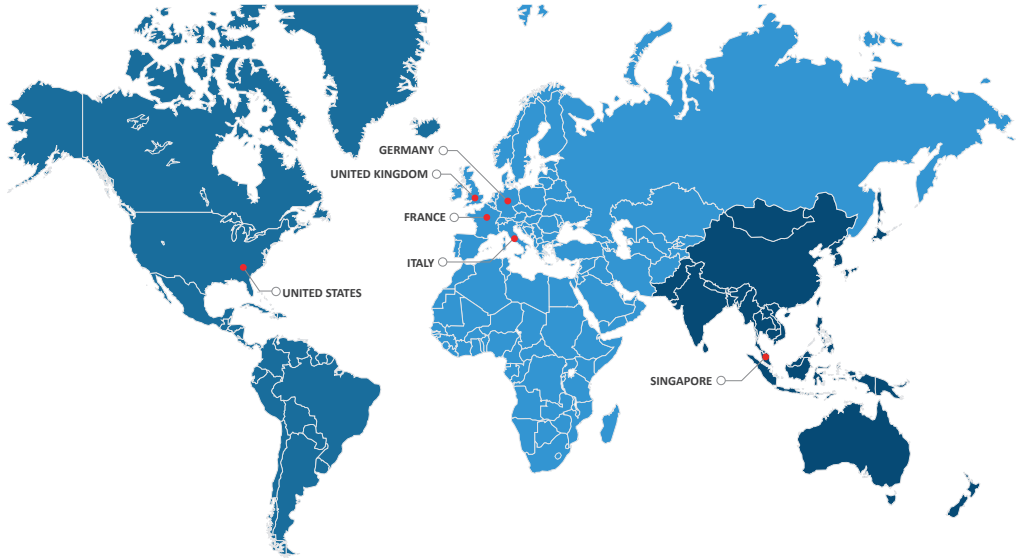 GERMANY
UNITED KINGDOM
FRANCE
ITALY
UNITED STATES
SINGAPORE